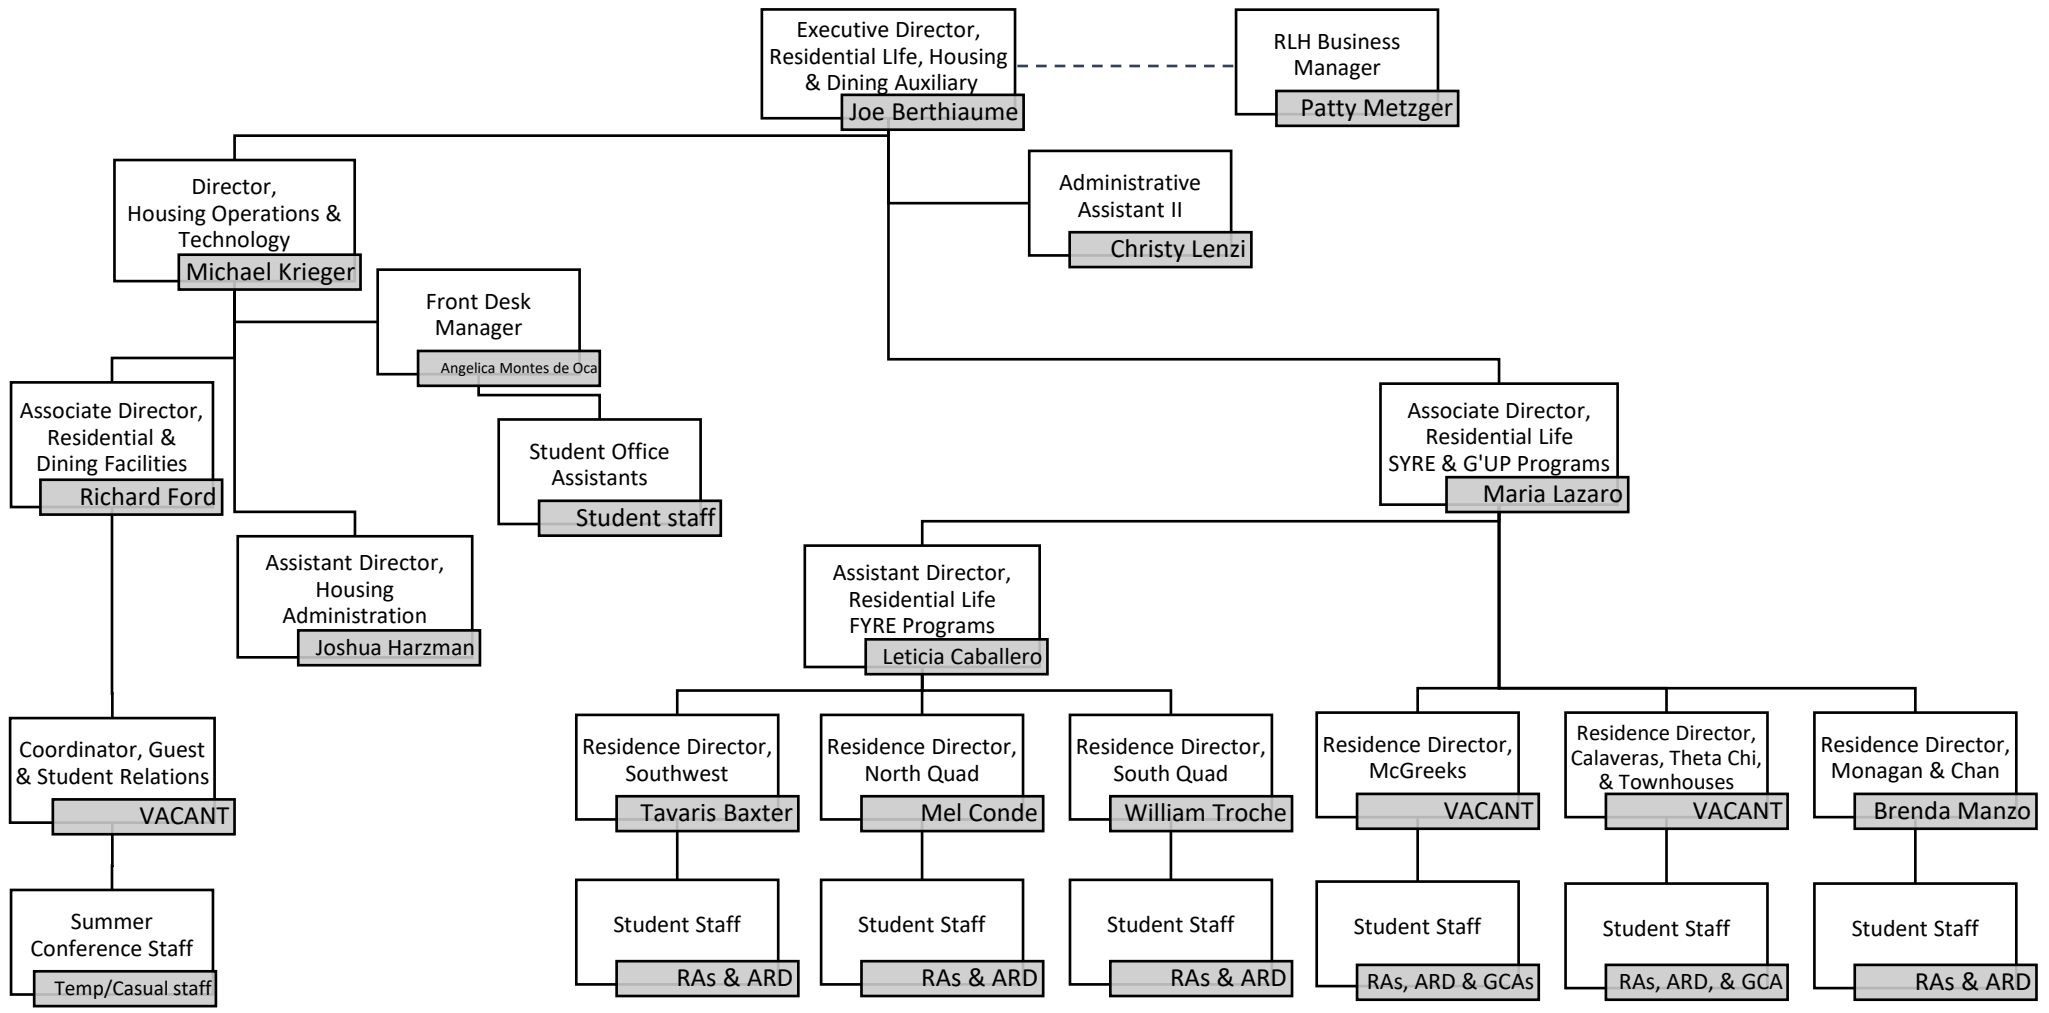 Executive Director,
Residential LIfe, Housing
& Dining Auxiliary
Joe Berthiaume
RLH Business
Manager
Patty Metzger
Director,
Housing Operations &
Technology
Michael Krieger
Administrative
Assistant II
Christy Lenzi
Front Desk
Manager
Angelica Montes de Oca
Associate Director,
Residential &
Dining Facilities
Richard Ford
Student Office
Assistants
Student staff
Associate Director,
Residential Life
SYRE & G'UP Programs
Maria Lazaro
Assistant Director,
Housing
Administration
Joshua Harzman
Assistant Director,
Residential Life
FYRE Programs
Leticia Caballero
Coordinator, Guest
& Student Relations
VACANT
Residence Director,
Southwest
Tavaris Baxter
Residence Director,
North Quad
Mel Conde
Residence Director,
South Quad
William Troche
Residence Director,
McGreeks
VACANT
Residence Director,
Calaveras, Theta Chi,
& Townhouses
VACANT
Residence Director,
Monagan & Chan
Brenda Manzo
Summer
Conference Staff
Temp/Casual staff
Student Staff
RAs & ARD
Student Staff
RAs & ARD
Student Staff
RAs & ARD
Student Staff
RAs, ARD & GCAs
Student Staff
RAs, ARD, & GCA
Student Staff
RAs & ARD